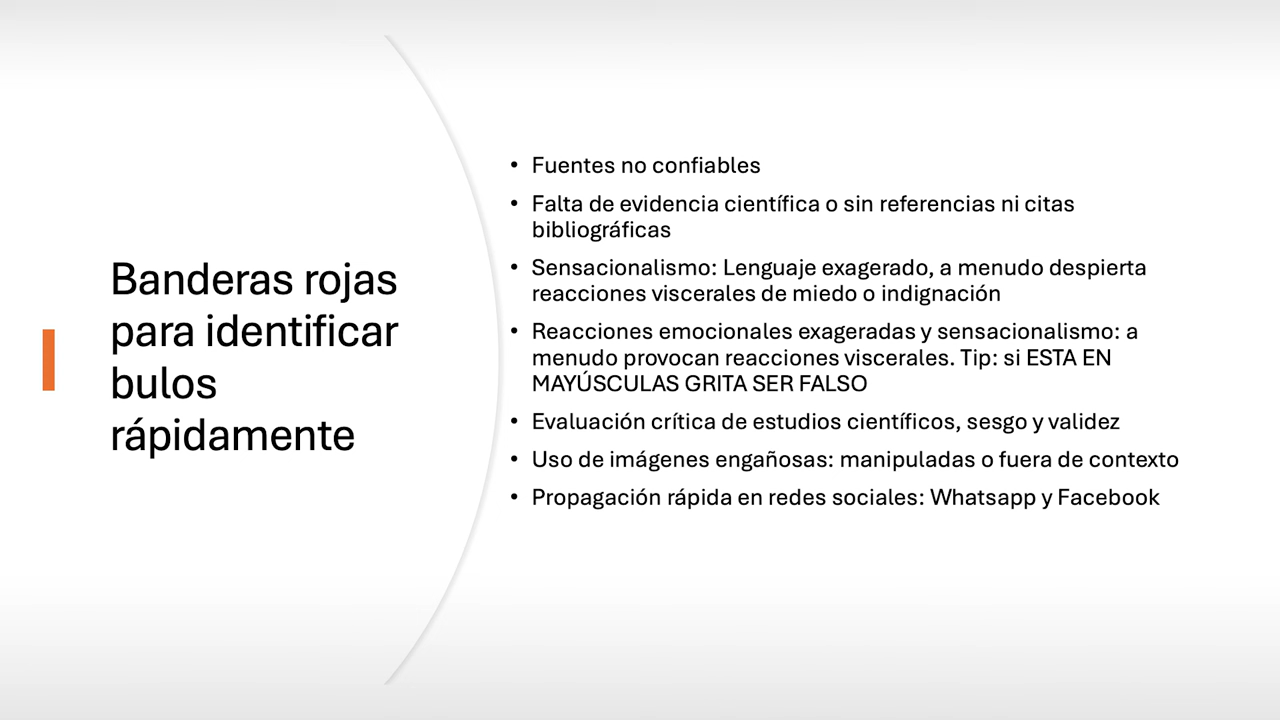 Banderas rojas
para identificar
bulos
rápidamente
• Fuentes no confiables
• Falta de evidencia científica o sin referencias ni citas
bibliográficas
• Sensacionalismo: Lenguaje exagerado, a menudo despierta
reacciones viscerales de miedo o indignación
• Reacciones emocionales exageradas y sensacionalismo: a
menudo provocan reacciones viscerales. Tip: si ESTA EN
MAYÚSCULAS GRITA SER FALSO
• Evaluación crítica de estudios científicos, sesgo y validez
• Uso de imágenes engañosas: manipuladas o fuera de contexto
• Propagación rápida en redes sociales: Whatsapp y Facebook